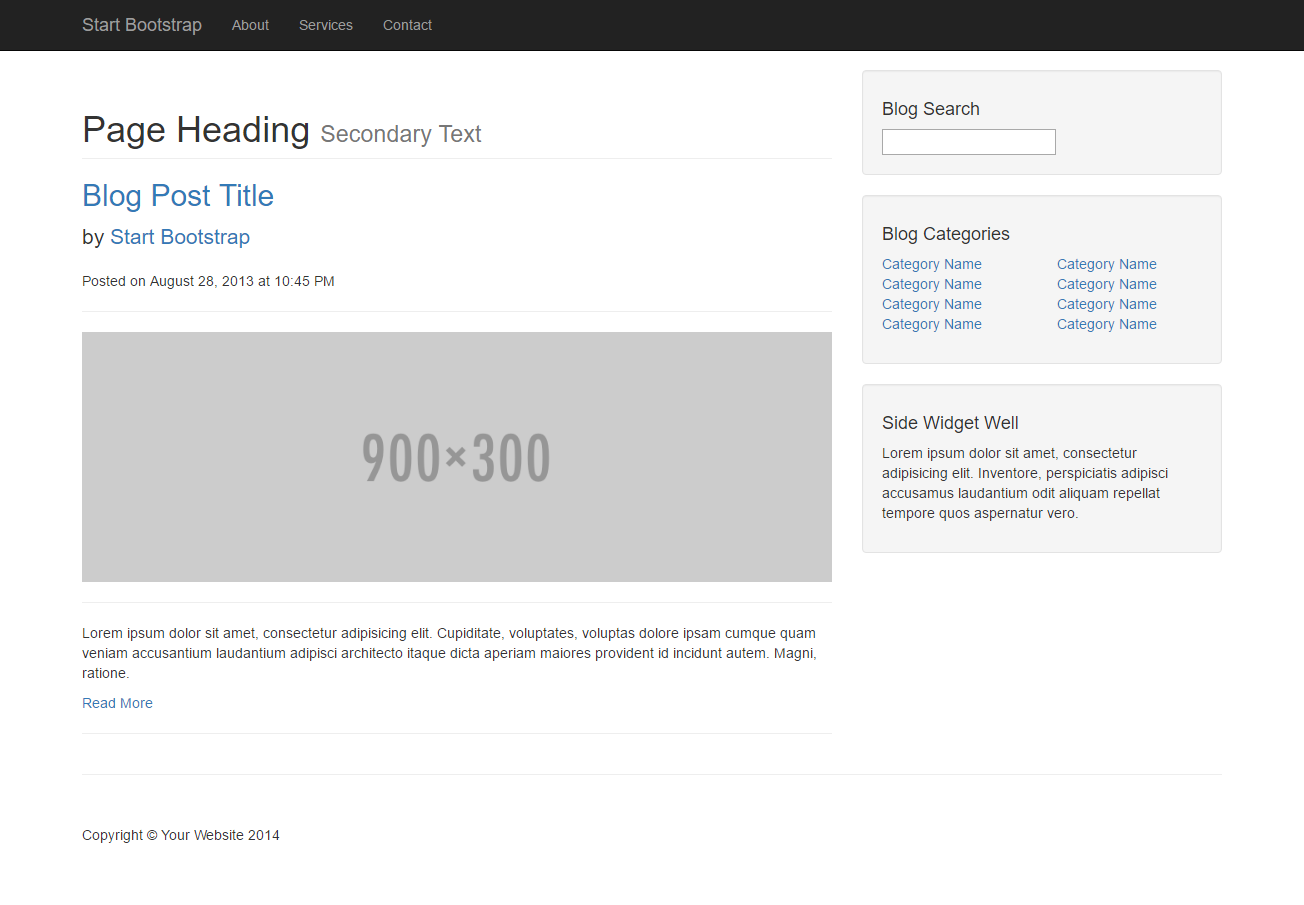 Start Bootstrap About Services Contact
Page Heading Secondary Text
Blog Post Title
by Start Bootstrap
Posted on August 28, 2013 at 10:45 PM
900×300
Lorem ipsum dolor sit amet, consectetur adipisicing elit. Cupiditate, voluptates, voluptas dolore ipsam cumque quam
veniam accusantium laudantium adipisci architecto itaque dicta aperiam maiores provident id incidunt autem. Magni,
ratione.
Read More
Blog Search
Blog Categories
Category Name Category Name
Category Name Category Name
Category Name Category Name
Category Name Category Name
Side Widget Well
Lorem ipsum dolor sit amet, consectetur
adipisicing elit. Inventore, perspiciatis adipisci
accusamus laudantium odit aliquam repellat
tempore quos aspernatur vero.
Copyright © Your Website 2014